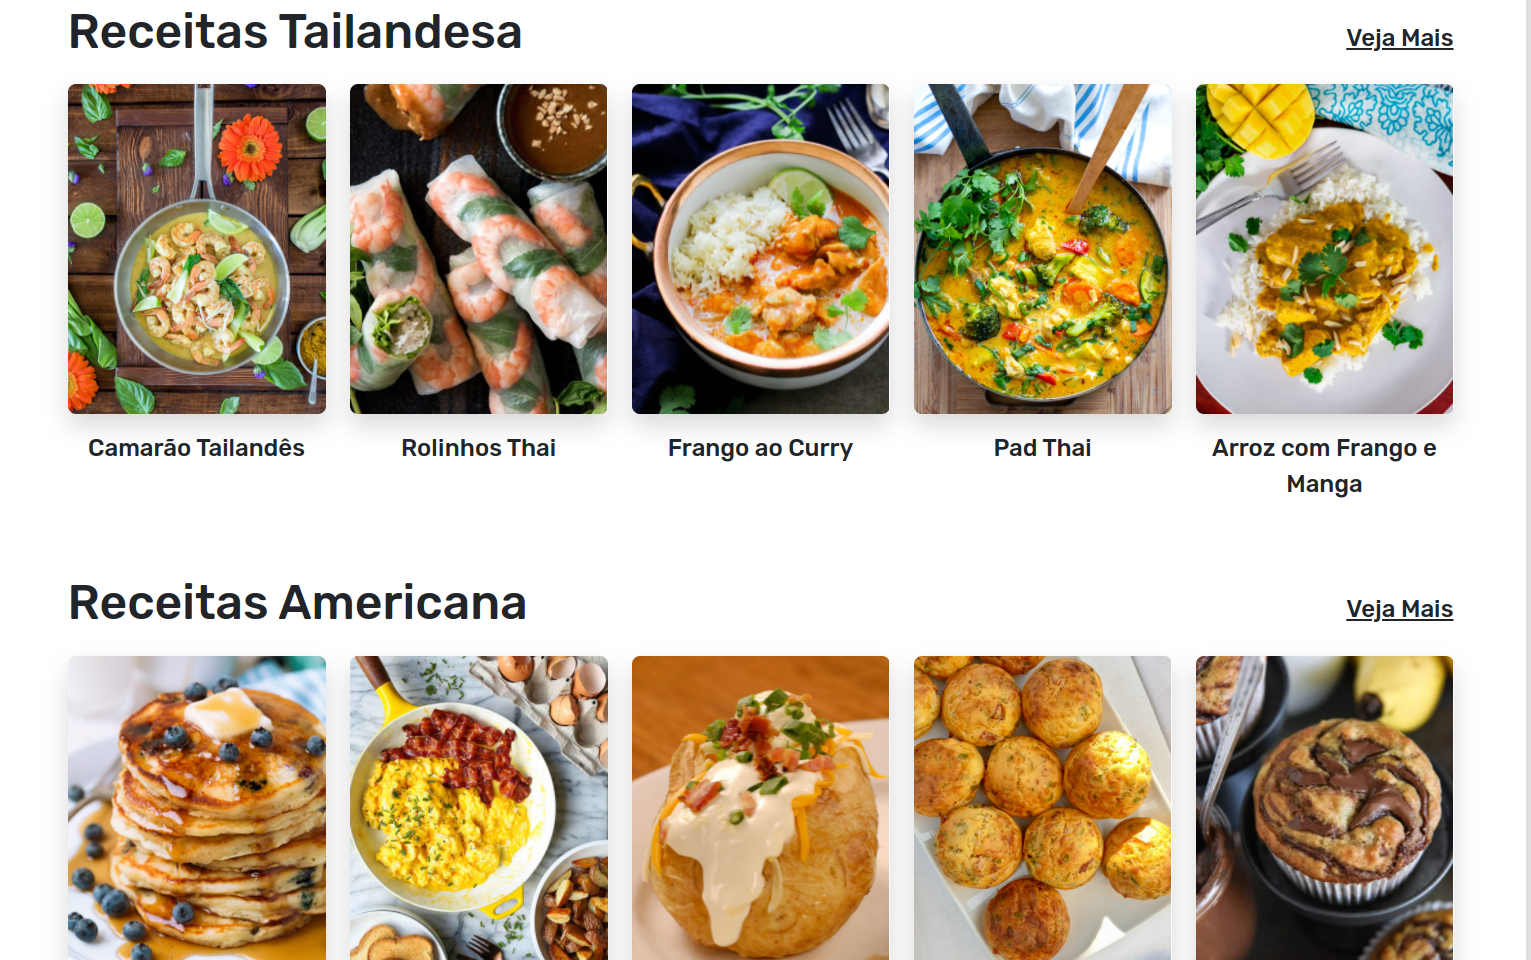 Receitas Tailandesa
Veja Mais
Camarão Tailandês
Rolinhos Thai
Frango ao Curry
Pad Thai
Arroz com Frango e
Manga
Receitas Americana
Veja Mais